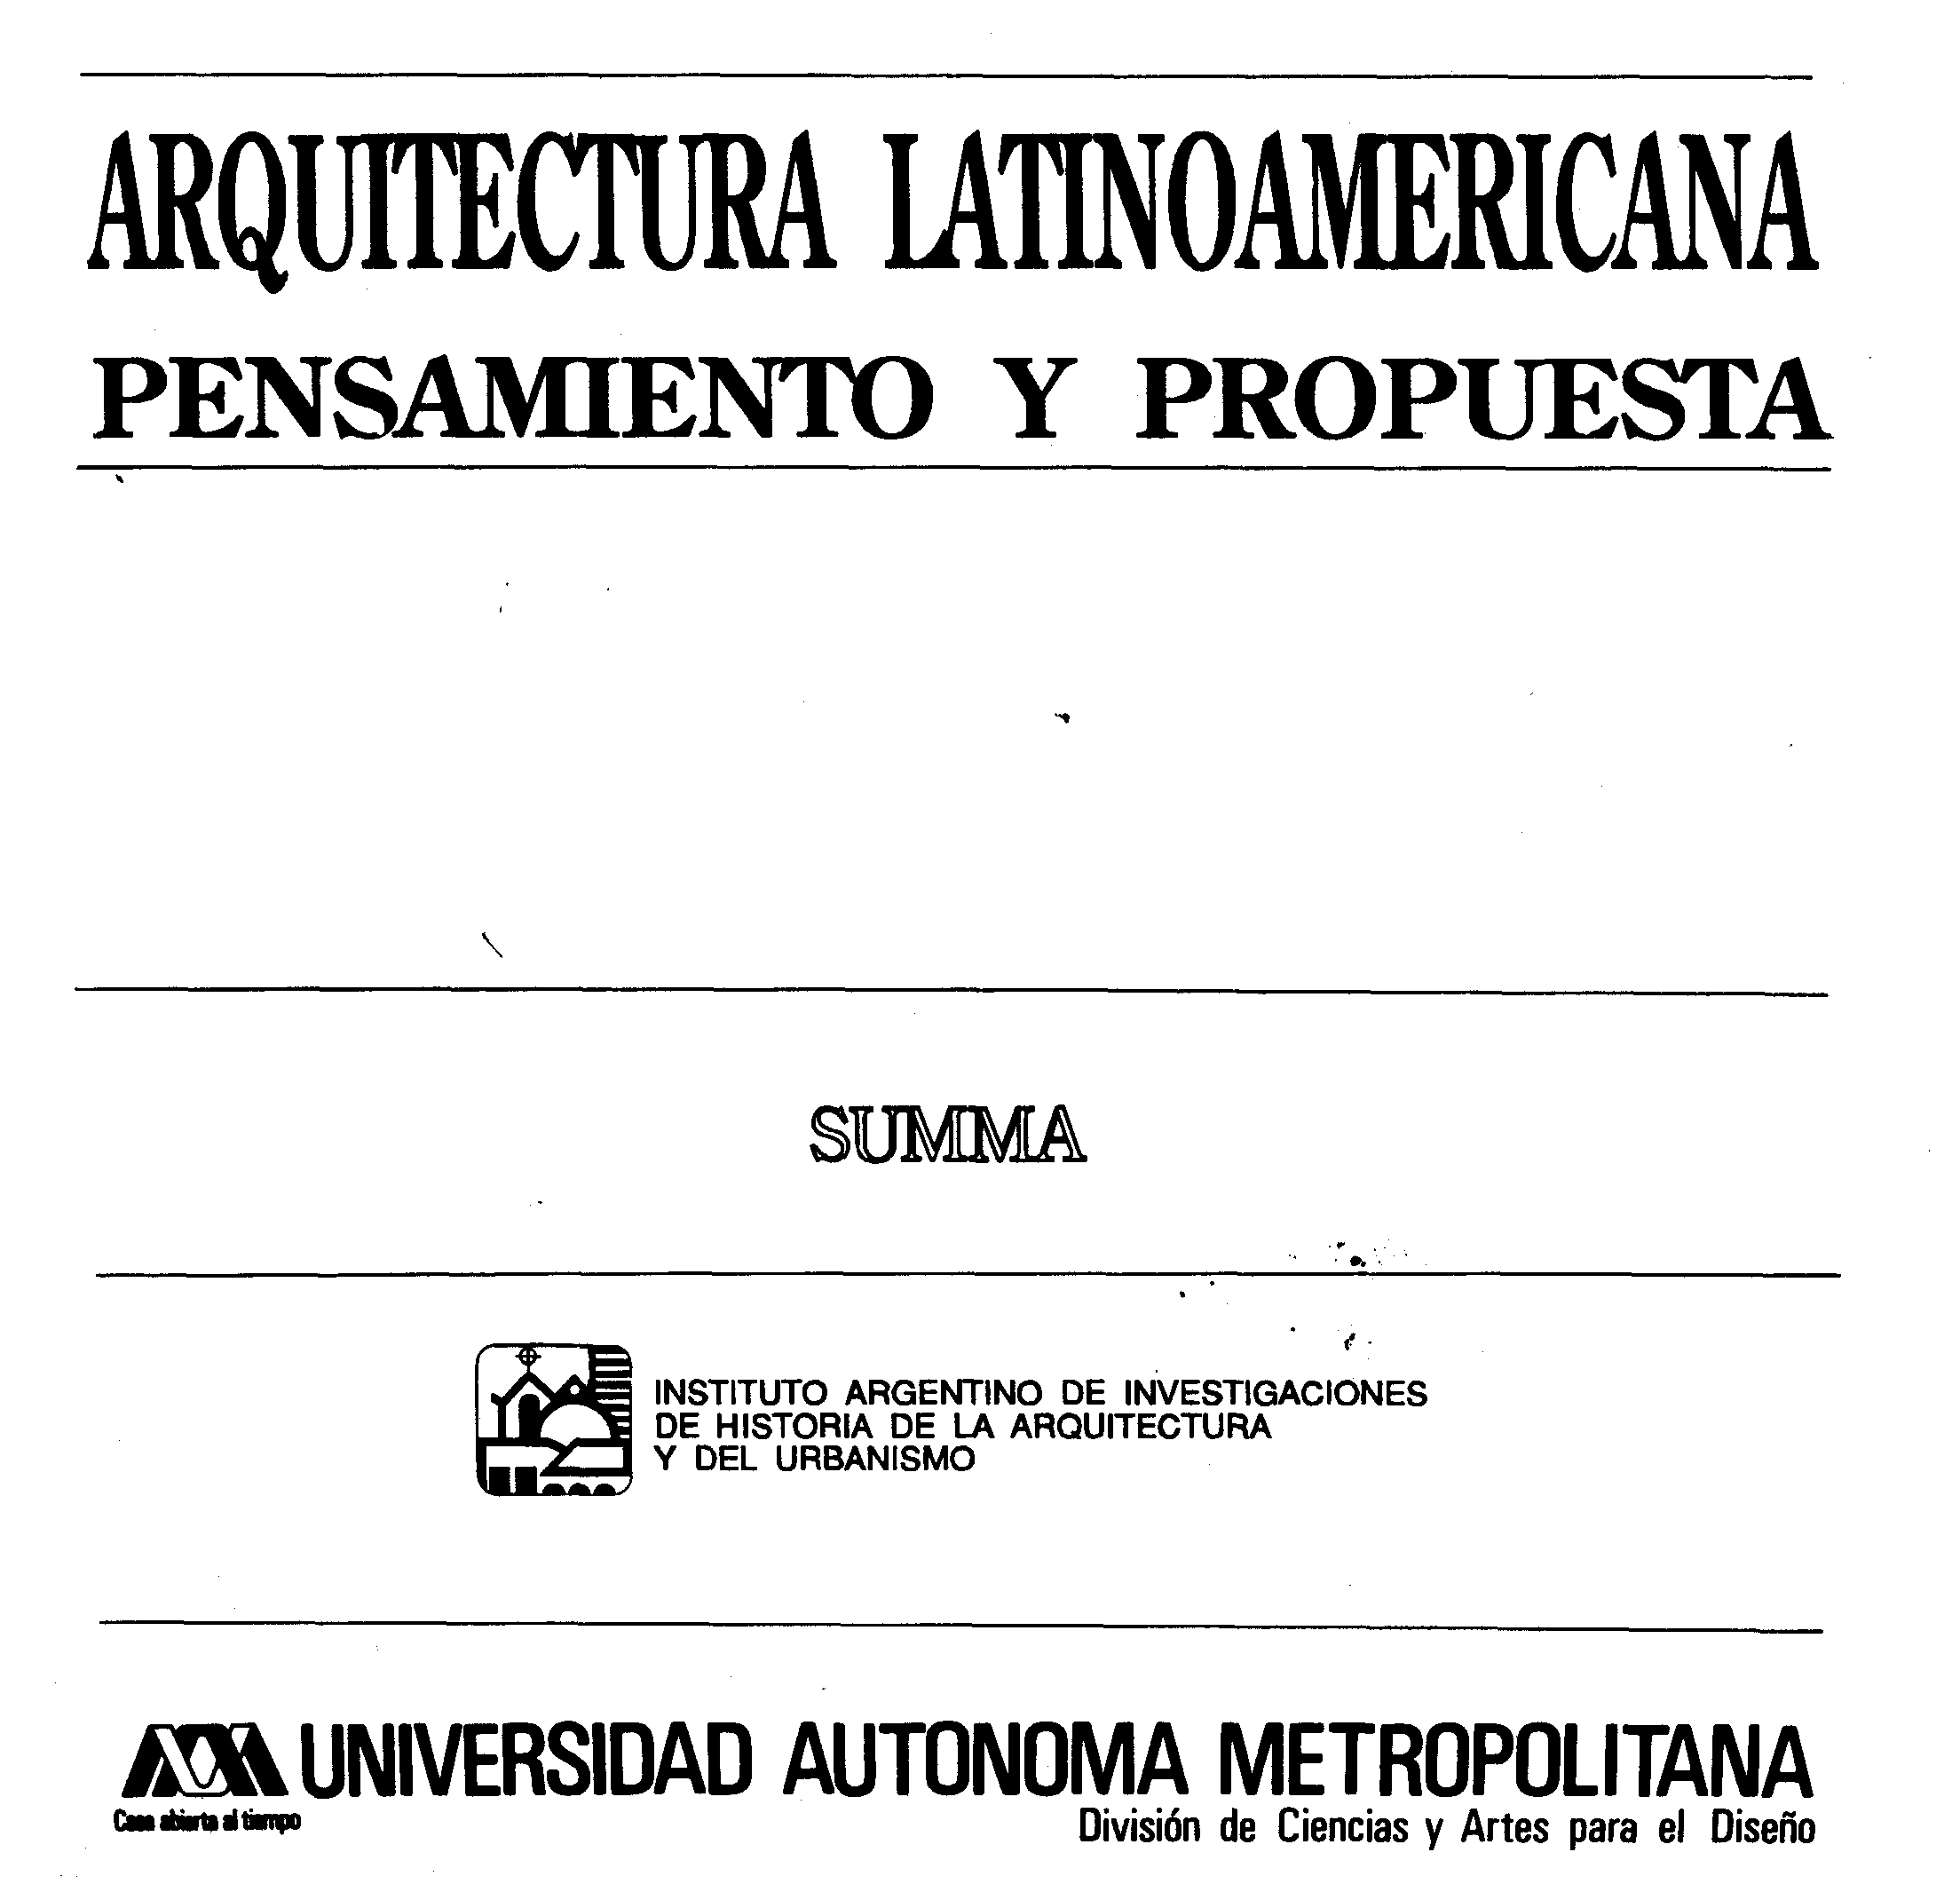 ARQUITECTURA LATINOAMERICANA
PENSAMIENTO Y PROPUESTA
SUMMA
INSTITUTO ARGENTINO DE INVESTIGACIONES
DE HISTORIA DE LA ARQUITECTURA
Y DEL URBANISMO
UNIVERSIDAD AUTONOMA METROPOLITANA
Casa abierta al tiempo
División de Ciencias y Artes para el Diseño